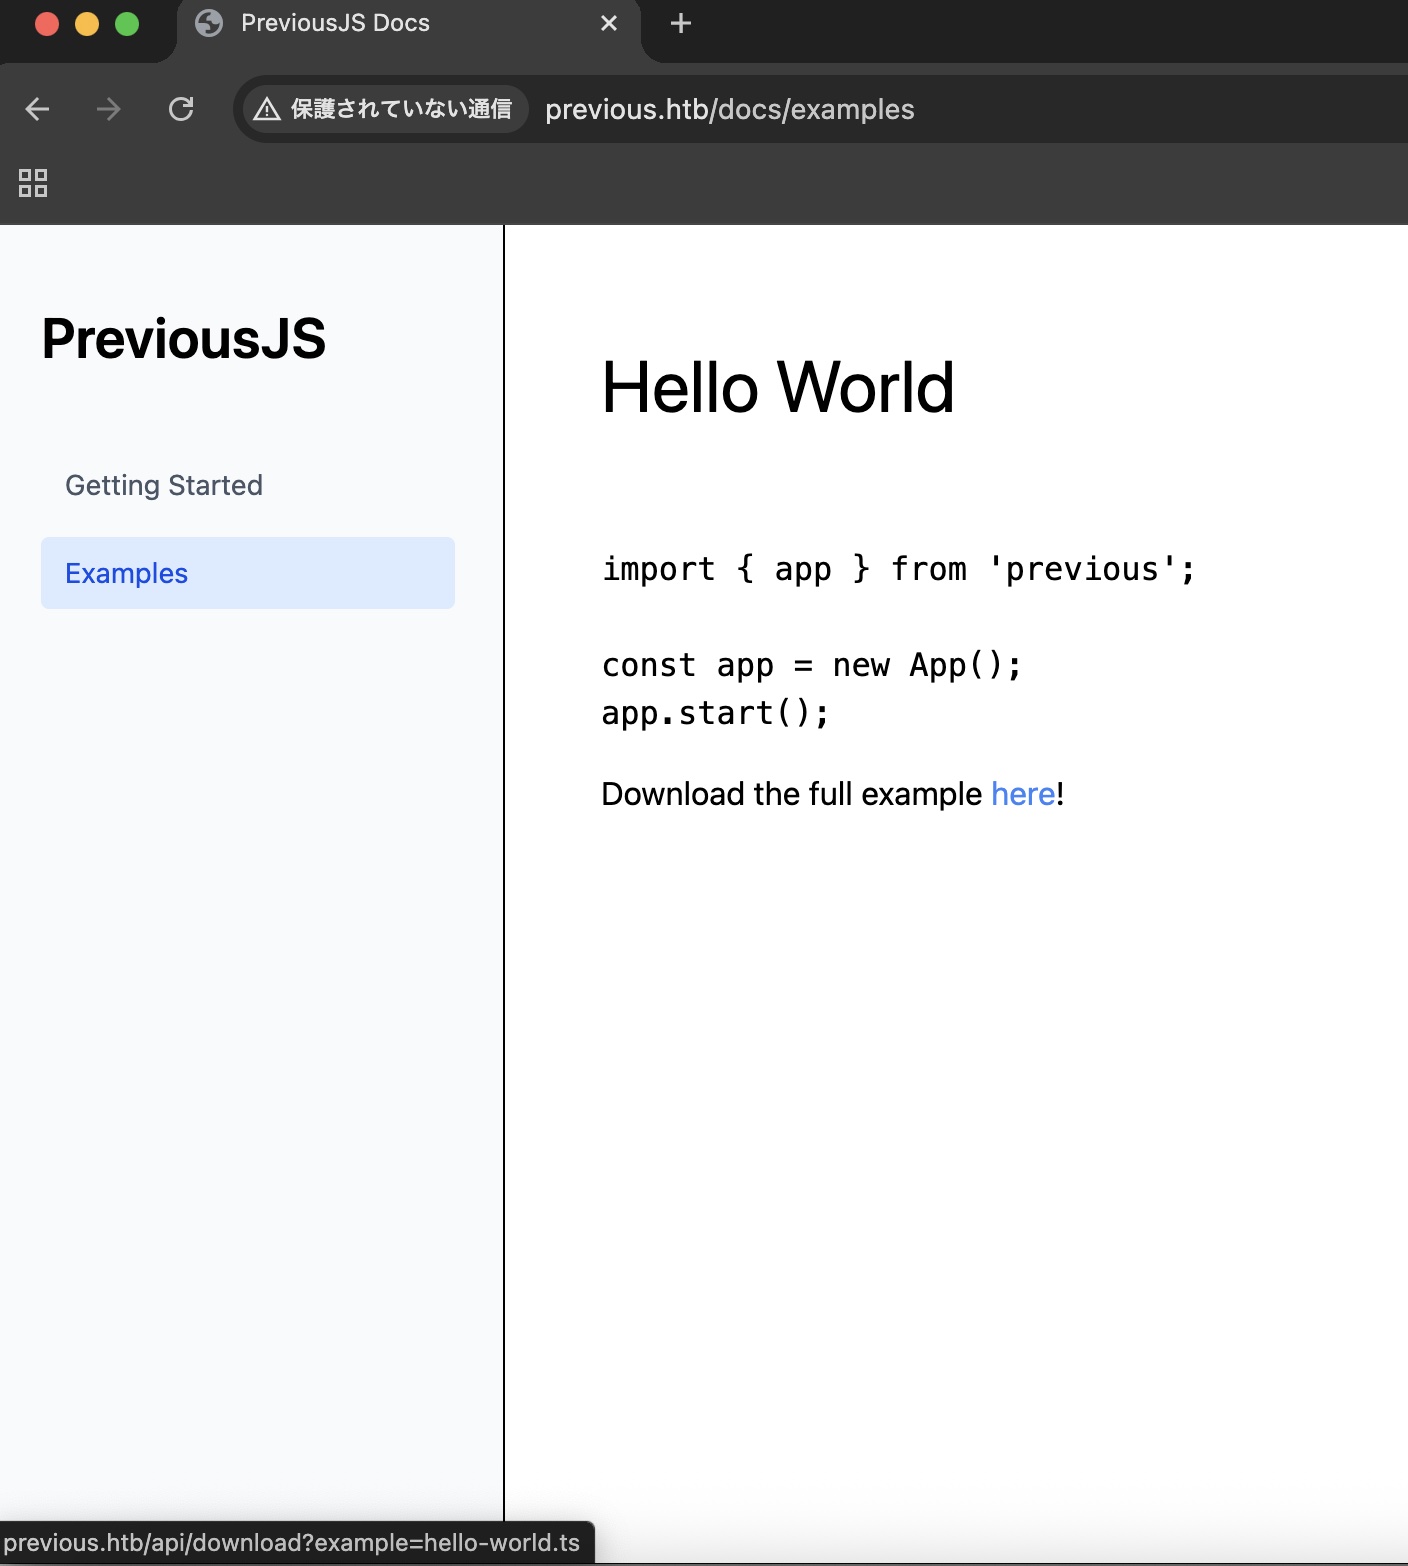 PreviousJS Docs
保護されていない通信 previous.htb/docs/examples
PreviousJS
Getting Started
Examples
Hello World
import { app } from 'previous';
const app = new App();
app.start();
Download the full example here!
previous.htb/api/download?example=hello-world.ts